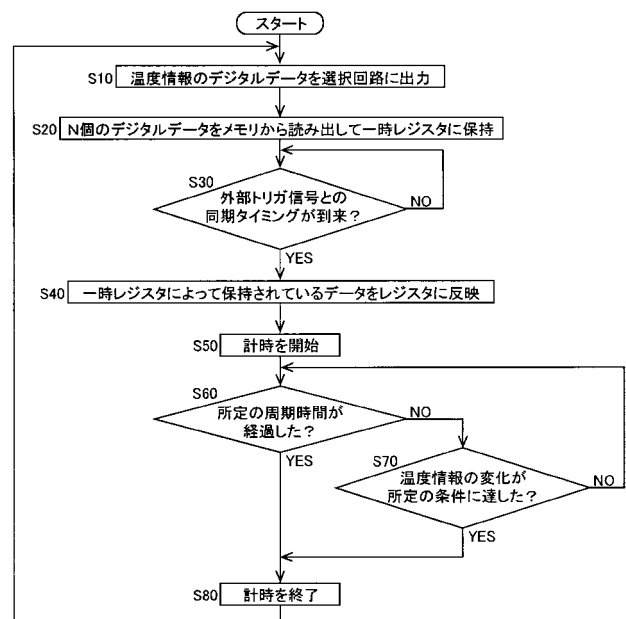 スタート
S10 温度情報のデジタルデータを選択回路に出力
S20 N個のデジタルデータをメモリから読み出して一時レジスタに保持
S30
外部トリガ信号との
同期タイミングが到来?
NO
YES
S40 一時レジスタによって保持されているデータをレジスタに反映
S50 計時を開始
S60
所定の周期時間が
経過した?
NO
YES
S70
温度情報の変化が
所定の条件に達した?
NO
YES
S80 計時を終了